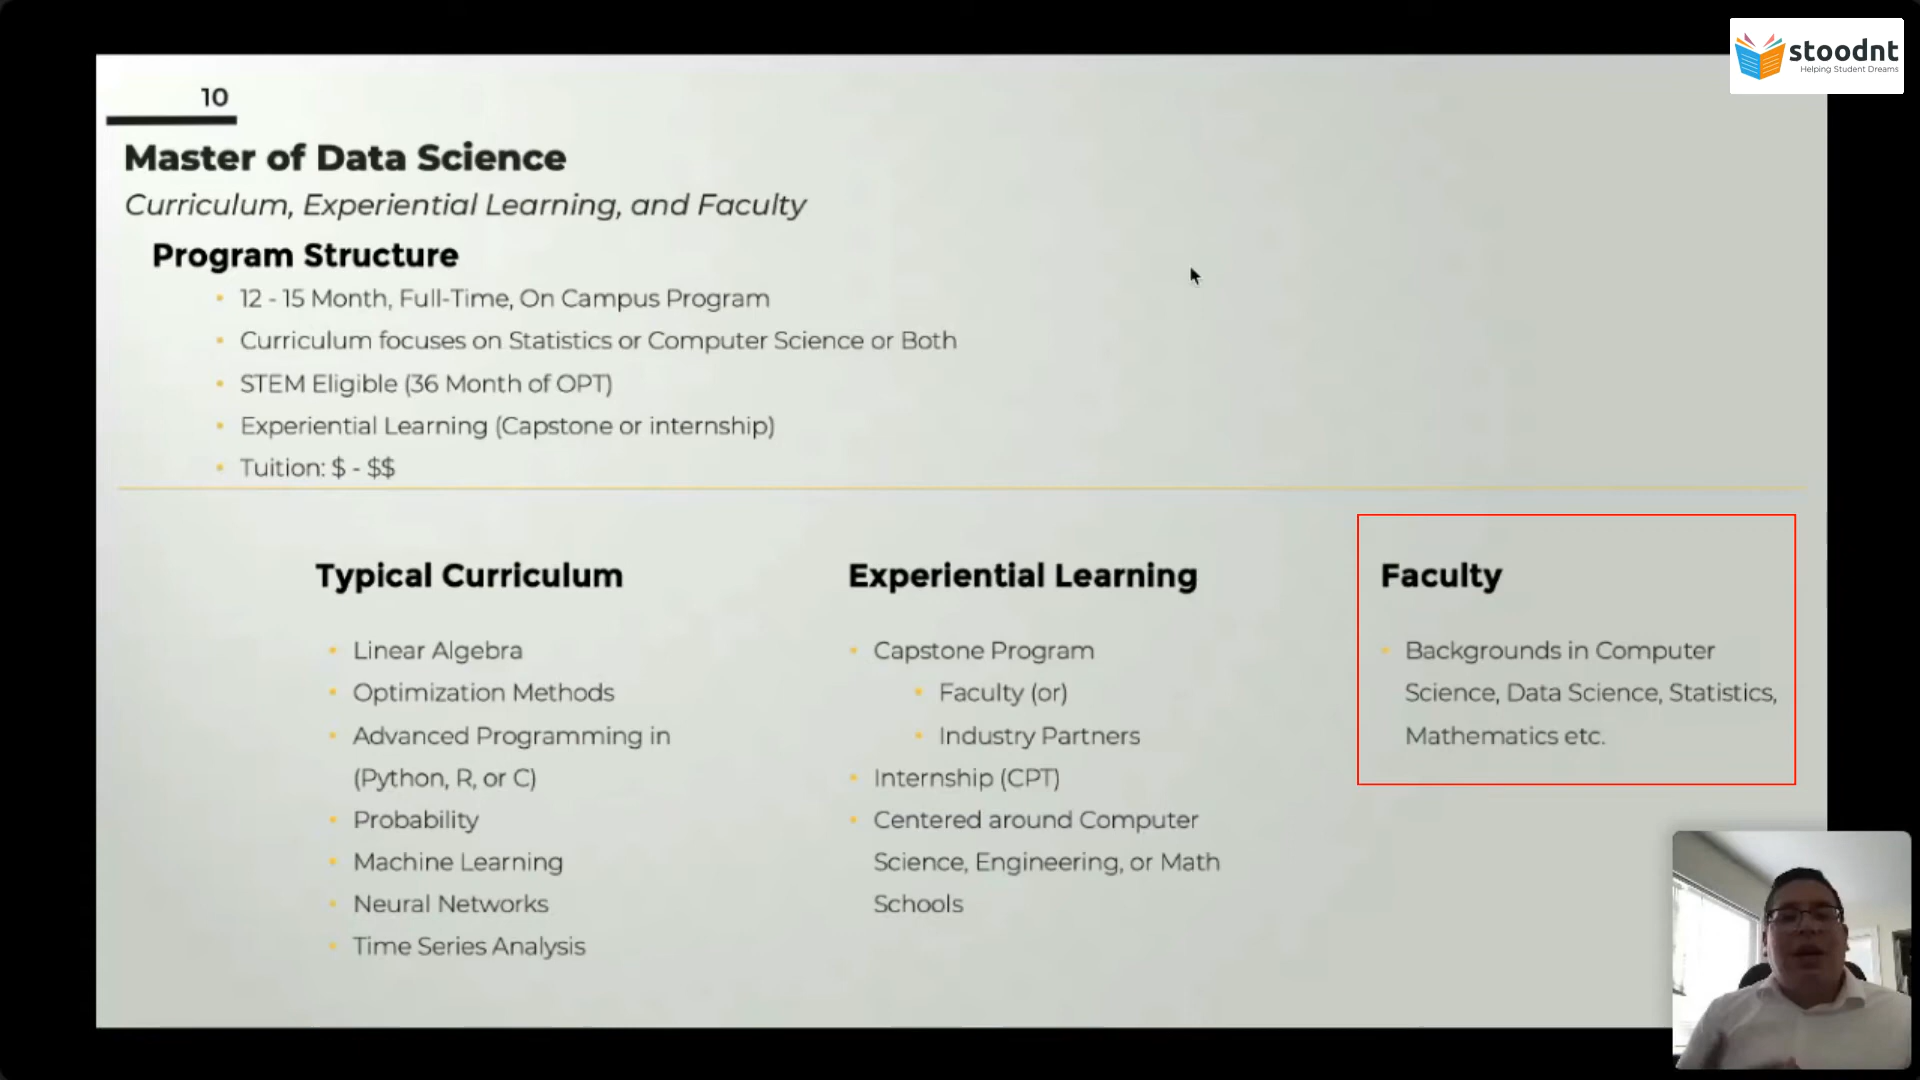 stoodnt
Helping Student Dreams
10
Master of Data Science
Curriculum, Experiential Learning, and Faculty
Program Structure
• 12 - 15 Month, Full-Time, On Campus Program
• Curriculum focuses on Statistics or Computer Science or Both
• STEM Eligible (36 Month of OPT)
• Experiential Learning (Capstone or internship)
• Tuition: $ - $$
Typical Curriculum
• Linear Algebra
• Optimization Methods
• Advanced Programming in
(Python, R, or C)
• Probability
• Machine Learning
• Neural Networks
• Time Series Analysis
Experiential Learning
• Capstone Program
• Faculty (or)
• Industry Partners
• Internship (CPT)
• Centered around Computer
Science, Engineering, or Math
Schools
Faculty
• Backgrounds in Computer
Science, Data Science, Statistics,
Mathematics etc.